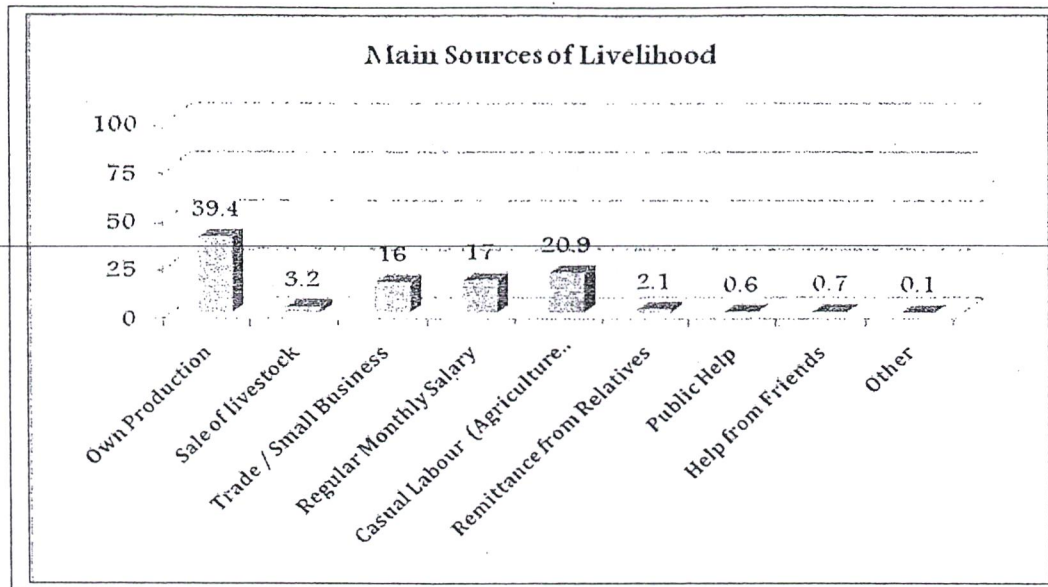 Main Sources of Livelihood
100
75
50
25
0
39.4
3.2
16
17
20.9
2.1
0.6
0.7
0.1
Own Production
Sale of livestock
Trade / Small Business
Regular Monthly Salary
Casual Labour (Agriculture..
Remittance from Relatives
Public Help
Help from Friends
Other